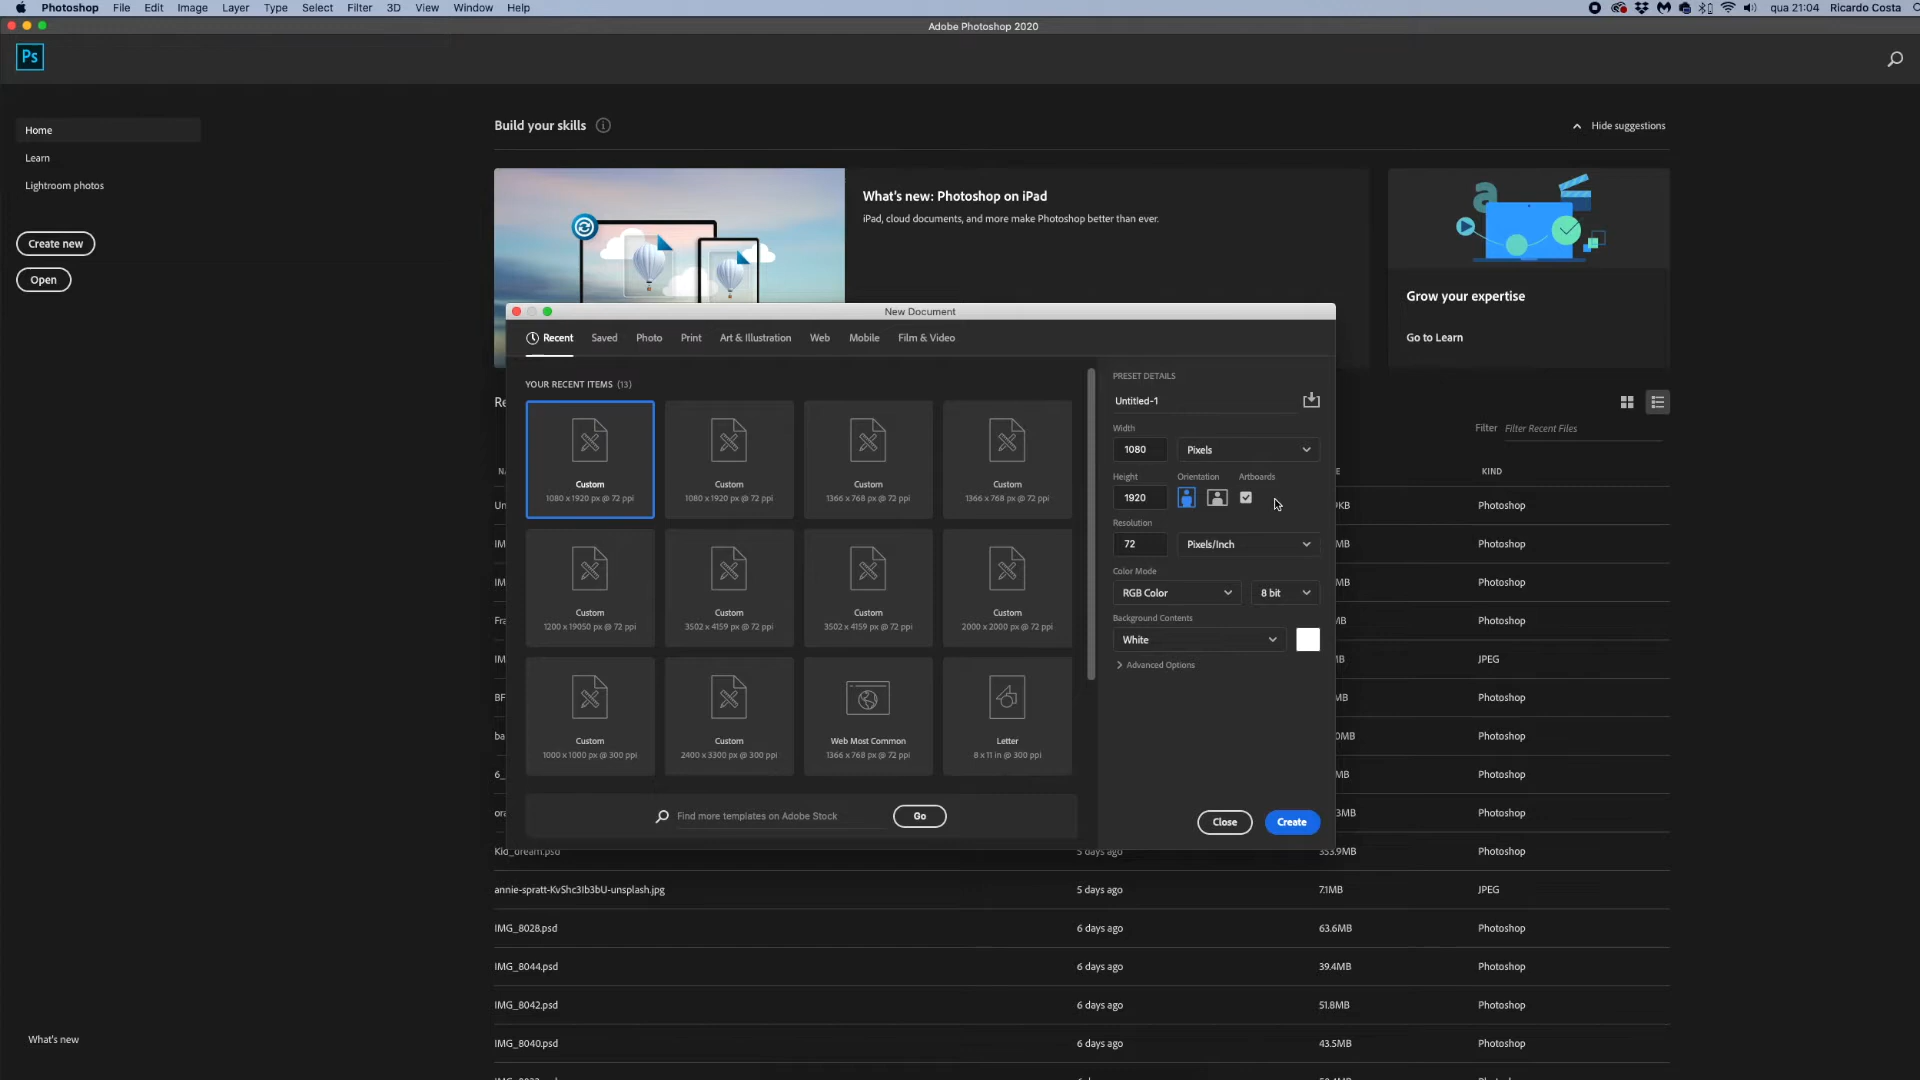 Photoshop File Edit Image Layer Type Select Filter 3D View Window Help qua 21:04 Ricardo Costa
Adobe Photoshop 2020
Ps
Home
Learn
Lightroom photos
Create new
Open
What's new
Build your skills
Hide suggestions
What's new: Photoshop on iPad
iPad, cloud documents, and more make Photoshop better than ever.
Grow your expertise
Go to Learn
Filter Filter Recent Files
KIND
New Document
Recent Saved Photo Print Art & Illustration Web Mobile Film & Video
YOUR RECENT ITEMS (13)
Custom
1080 x 1920 px @ 72 ppi
Custom
1080 x 1920 px @ 72 ppi
Custom
1366 x 768 px @ 72 ppi
Custom
1366 x 768 px @ 72 ppi
Custom
1200 x 19050 px @ 72 ppi
Custom
3502 x 4159 px @ 72 ppi
Custom
3502 x 4159 px @ 72 ppi
Custom
2000 x 2000 px @ 72 ppi
Custom
1000 x 1000 px @ 300 ppi
Custom
2400 x 3300 px @ 300 ppi
Web Most Common
1366 x 768 px @ 72 ppi
Letter
8 x 11 in @ 300 ppi
Find more templates on Adobe Stock Go
PRESET DETAILS
Untitled-1
Width
1080 Pixels
Height Orientation Artboards
1920
Resolution
72 Pixels/Inch
Color Mode
RGB Color 8 bit
Background Contents
White
Advanced Options
Close Create
Photoshop
MB Photoshop
MB Photoshop
MB Photoshop
JPEG
MB Photoshop
Photoshop
MB Photoshop
Photoshop
Kid_dream.psd 5 days ago 353.9MB Photoshop
annie-spratt-KvShc3Ib3bU-unsplash.jpg 5 days ago 7.1MB JPEG
IMG_8028.psd 6 days ago 63.6MB Photoshop
IMG_8044.psd 6 days ago 39.4MB Photoshop
IMG_8042.psd 6 days ago 51.8MB Photoshop
IMG_8040.psd 6 days ago 43.5MB Photoshop